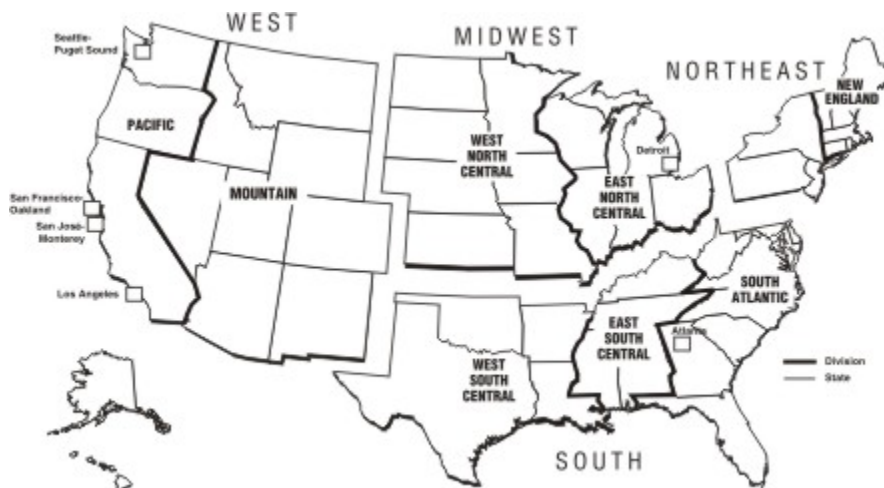 WEST
MIDWEST
NORTHEAST
Seattle-
Puget Sound
NEW
ENGLAND
PACIFIC
WEST
NORTH
CENTRAL
Detroit
EAST
NORTH
CENTRAL
MOUNTAIN
San Francisco-
Oakland
San Jose-
Monterey
Los Angeles
SOUTH
ATLANTIC
EAST
SOUTH
CENTRAL
Atlanta
WEST
SOUTH
CENTRAL
Division
State
SOUTH